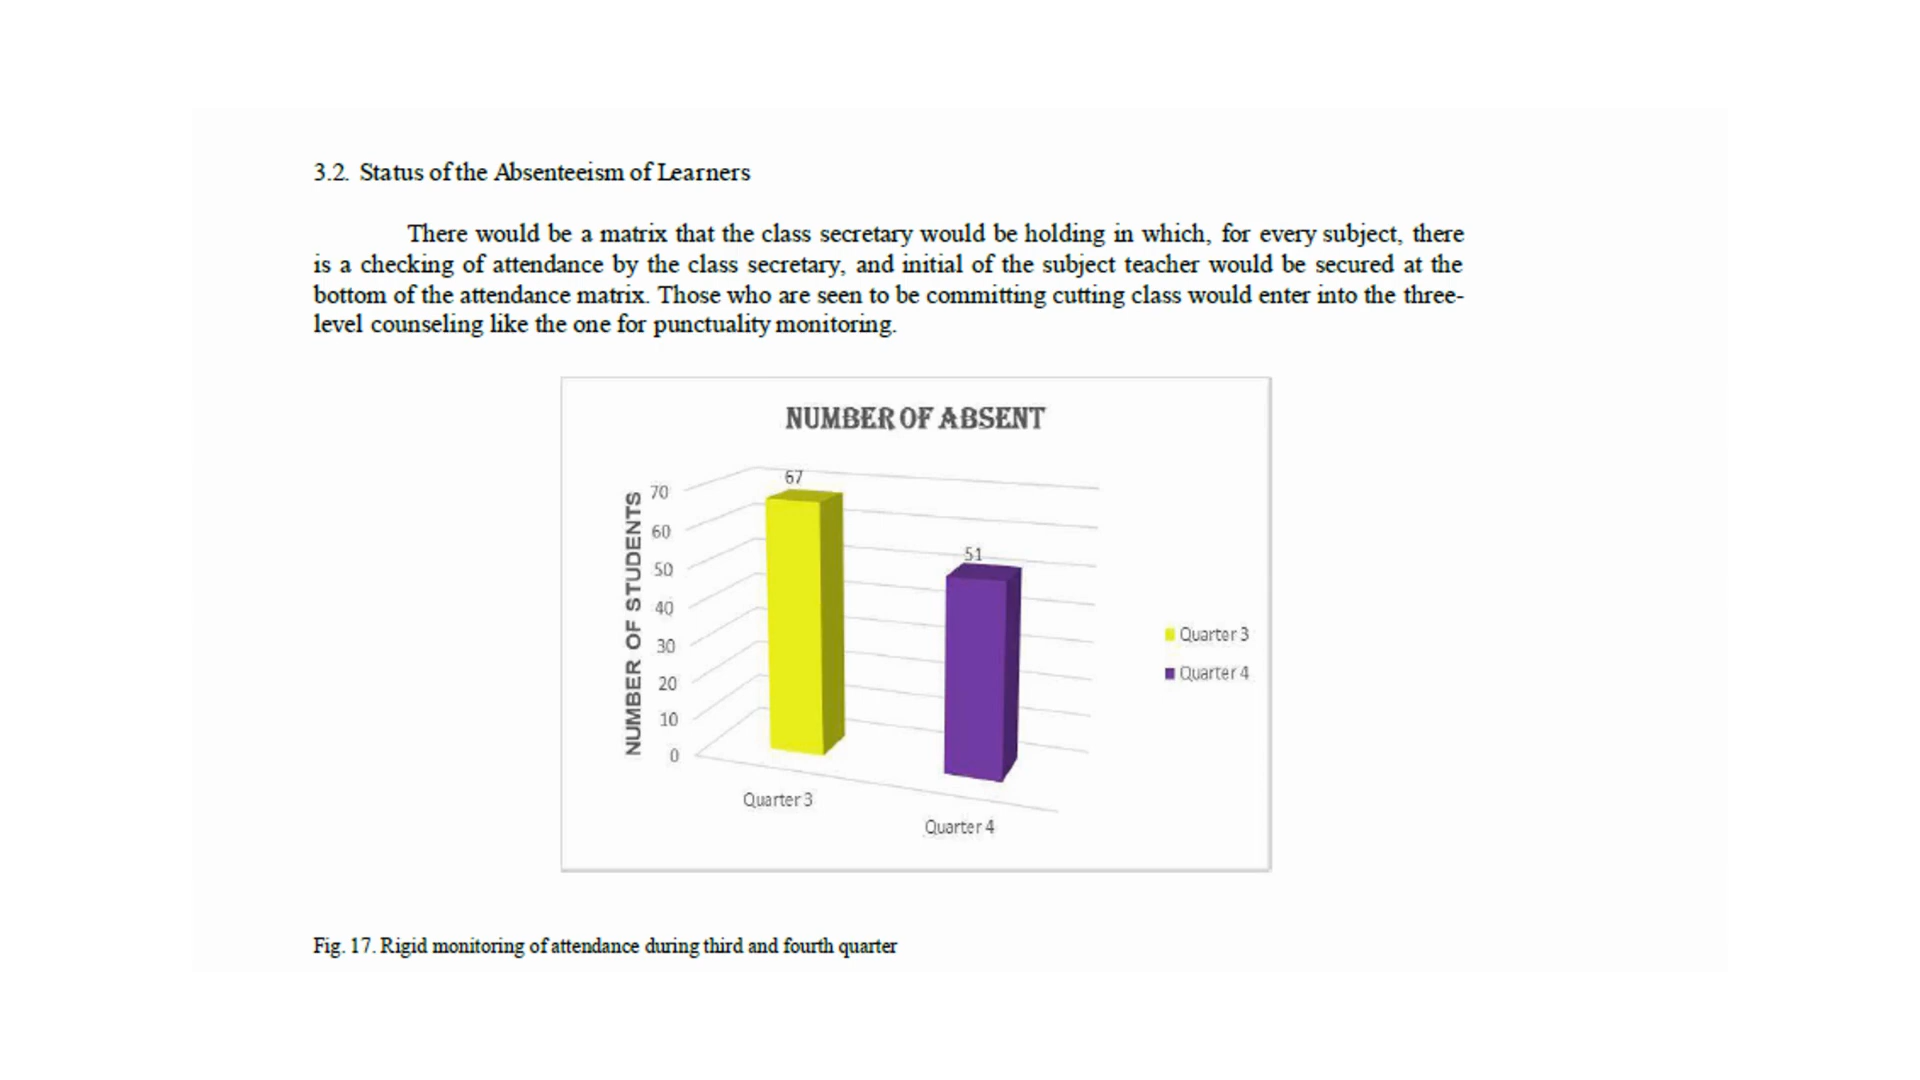 3.2. Status of the Absenteeism of Learners
There would be a matrix that the class secretary would be holding in which, for every subject, there
is a checking of attendance by the class secretary, and initial of the subject teacher would be secured at the
bottom of the attendance matrix. Those who are seen to be committing cutting class would enter into the three-
level counseling like the one for punctuality monitoring.
NUMBER OF ABSENT
NUMBER OF STUDENTS
70
60
50
40
30
20
10
0
67
51
Quarter 3
Quarter 4
Quarter 3
Quarter 4
Fig. 17. Rigid monitoring of attendance during third and fourth quarter